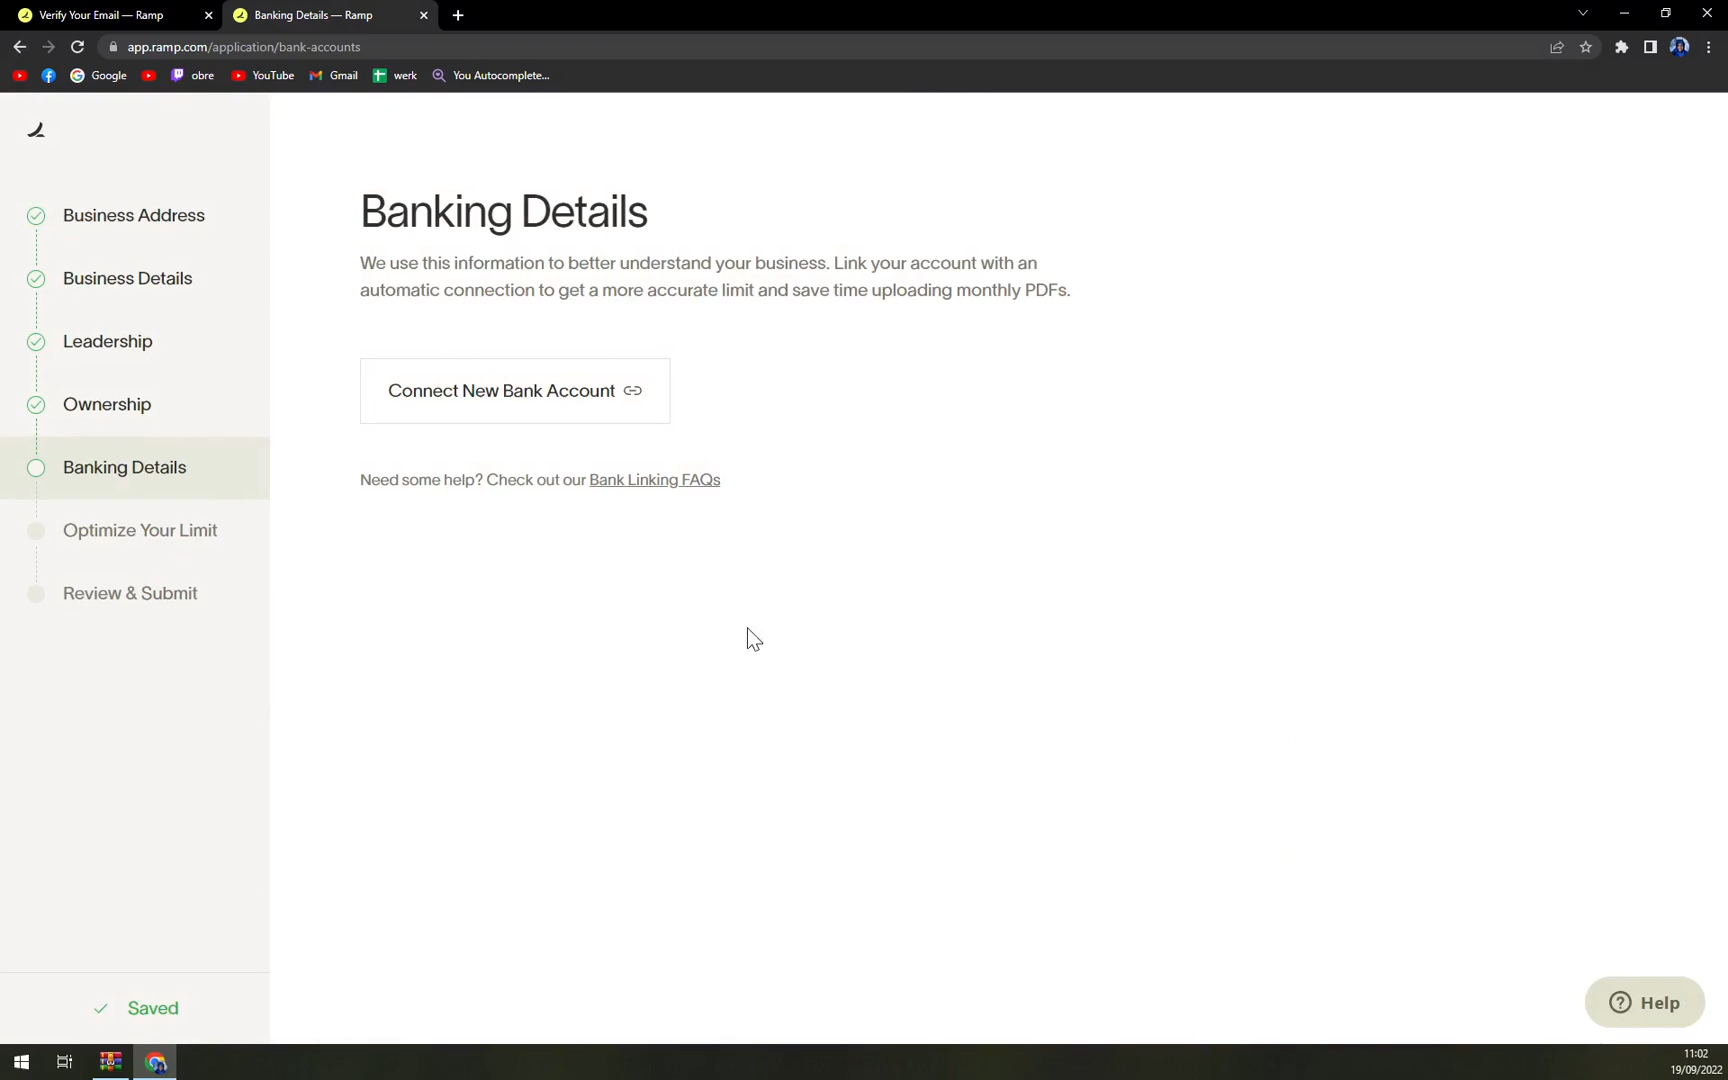 Verify Your Email — Ramp
Banking Details — Ramp
app.ramp.com/application/bank-accounts
Google
obre
YouTube
Gmail
werk
You Autocomplete...
Business Address
Business Details
Leadership
Ownership
Banking Details
Optimize Your Limit
Review & Submit
Saved
Banking Details
We use this information to better understand your business. Link your account with an
automatic connection to get a more accurate limit and save time uploading monthly PDFs.
Connect New Bank Account
Need some help? Check out our Bank Linking FAQs
Help
11:02
19/09/2022